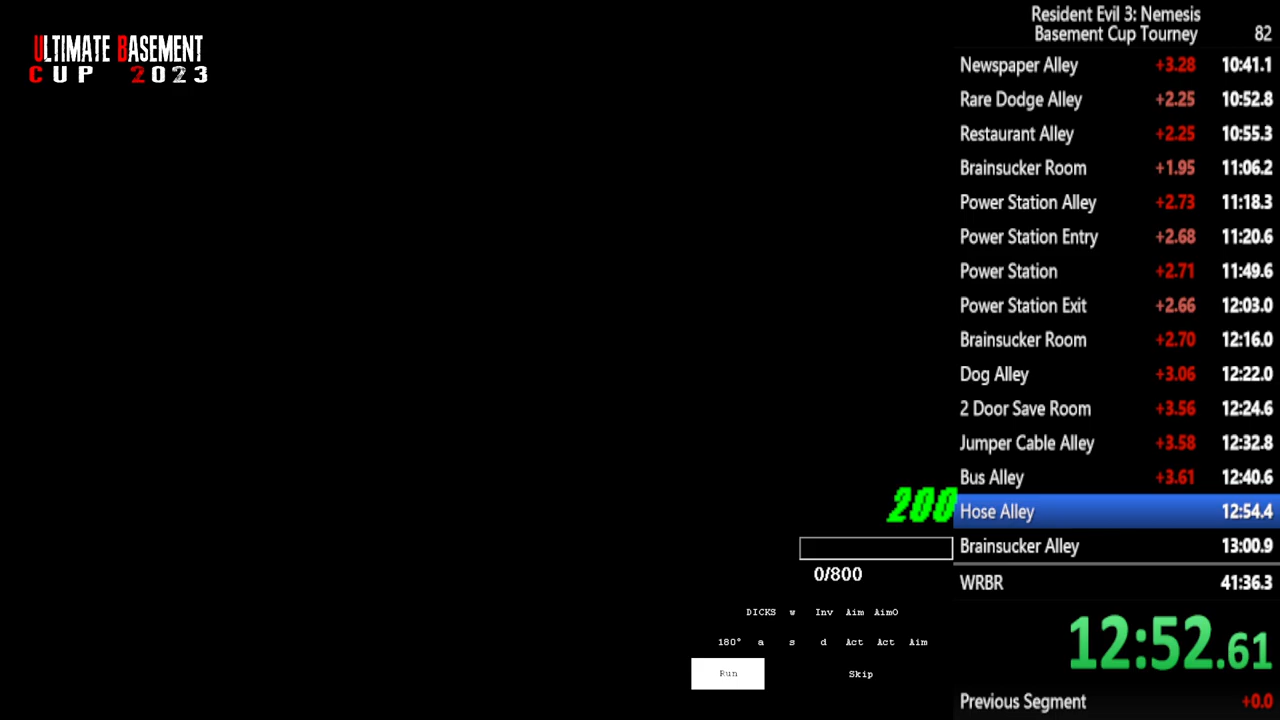 ULTIMATE BASEMENT
CUP 2023
Resident Evil 3: Nemesis
Basement Cup Tourney 82
Newspaper Alley +3.28 10:41.1
Rare Dodge Alley +2.25 10:52.8
Restaurant Alley +2.25 10:55.3
Brainsucker Room +1.95 11:06.2
Power Station Alley +2.73 11:18.3
Power Station Entry +2.68 11:20.6
Power Station +2.71 11:49.6
Power Station Exit +2.66 12:03.0
Brainsucker Room +2.70 12:16.0
Dog Alley +3.06 12:22.0
2 Door Save Room +3.56 12:24.6
Jumper Cable Alley +3.58 12:32.8
Bus Alley +3.61 12:40.6
200
Hose Alley 12:54.4
Brainsucker Alley 13:00.9
0/800
WRBR 41:36.3
DICKS w Inv Aim AimO
180° a s d Act Act Aim
Run Skip
12:52.61
Previous Segment +0.0